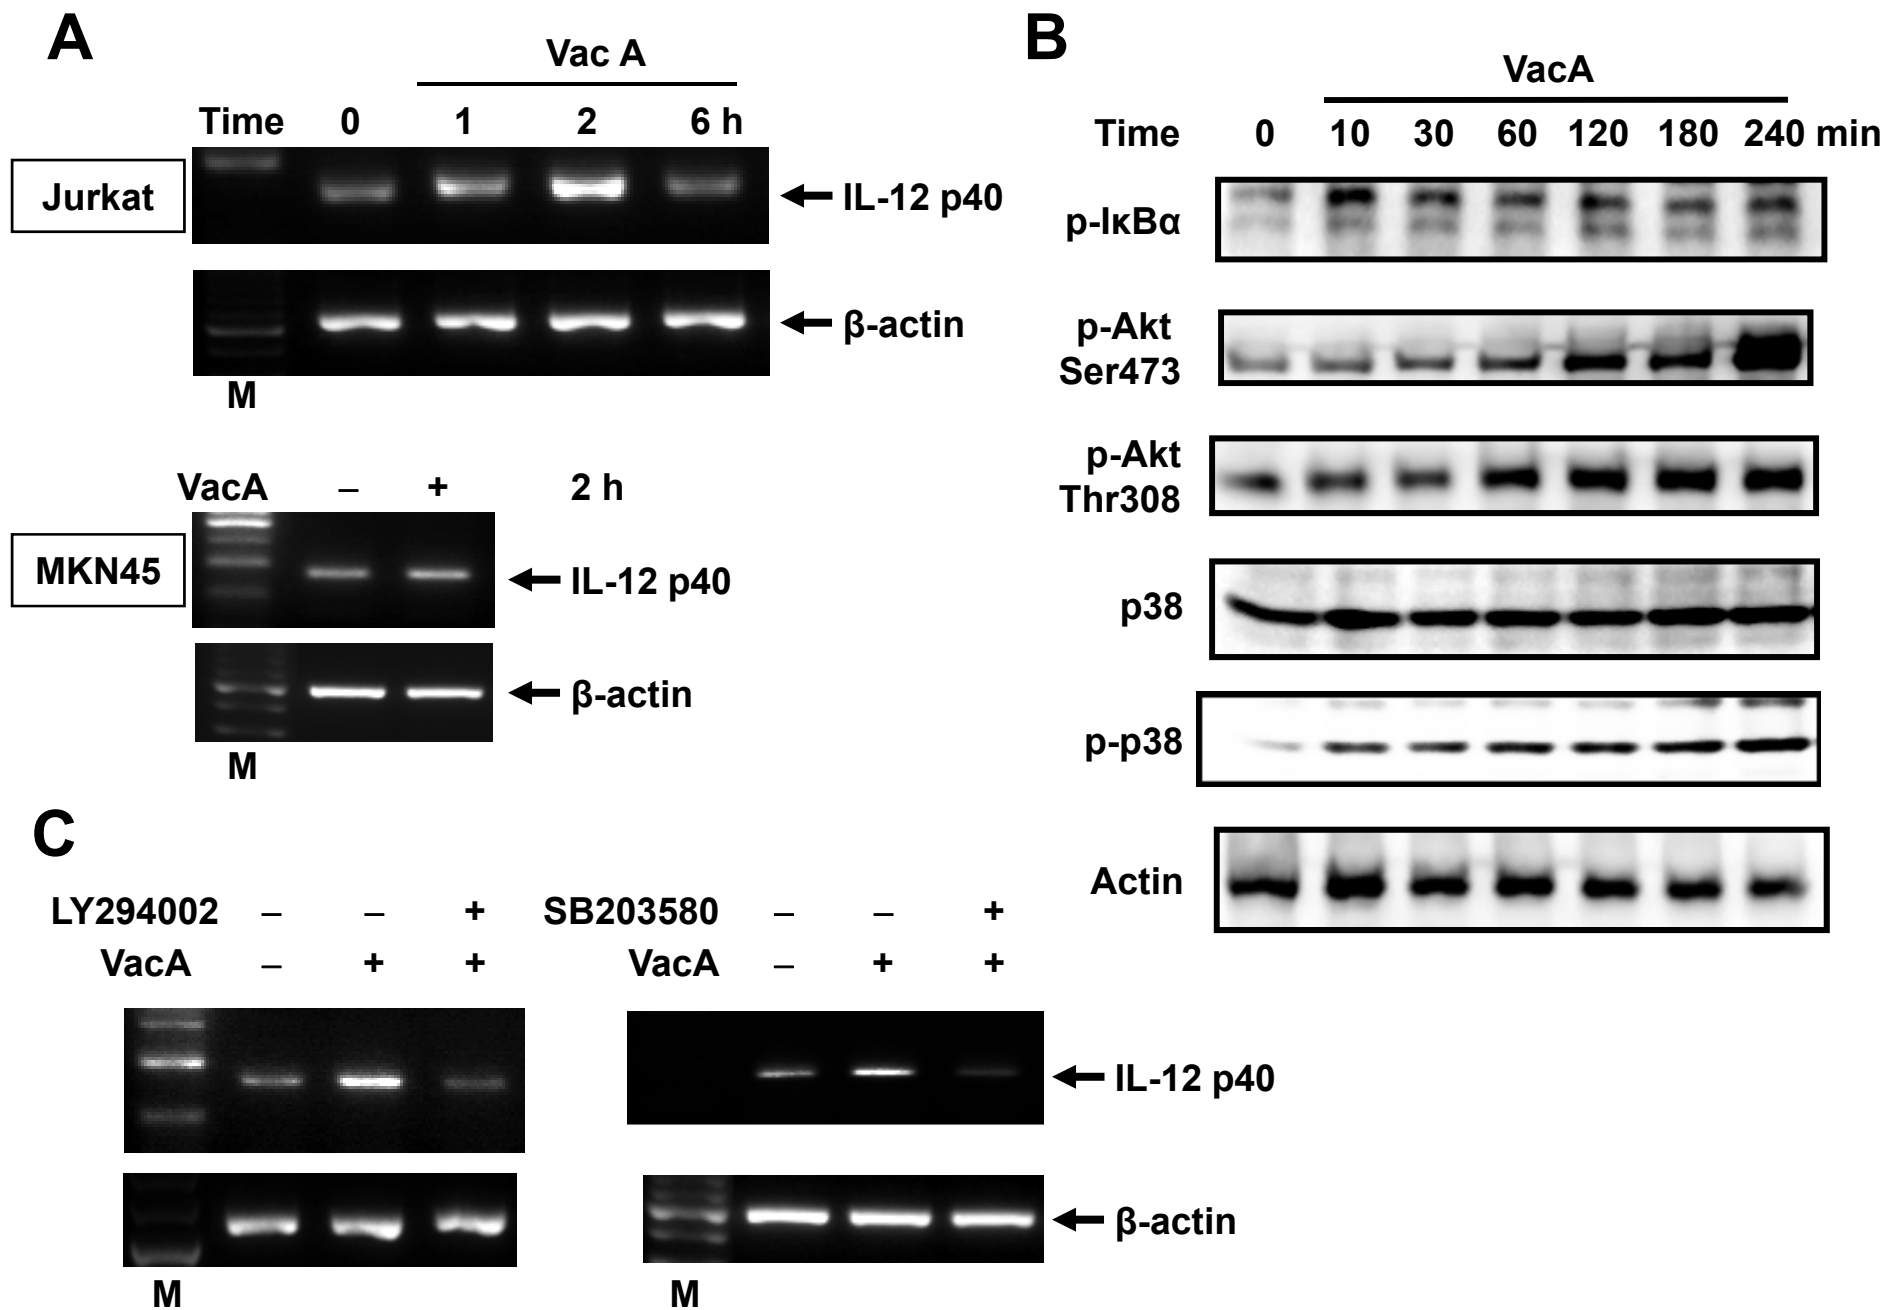 A
Vac A
Time 0 1 2 6 h
Jurkat
IL-12 p40
β-actin
M
VacA – + 2 h
MKN45
IL-12 p40
β-actin
M
B
VacA
Time 0 10 30 60 120 180 240 min
p-IκBα
p-Akt
Ser473
p-Akt
Thr308
p38
p-p38
Actin
C
LY294002 – – +
VacA – + +
M
SB203580 – – +
VacA – + +
IL-12 p40
β-actin
M